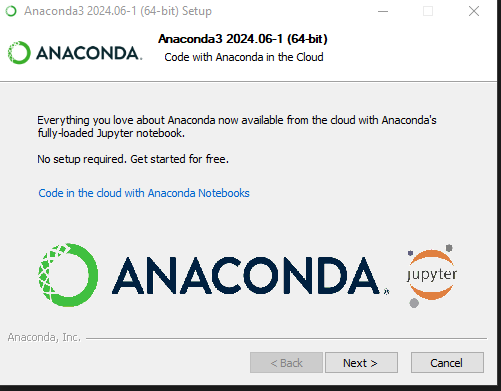 Anaconda3 2024.06-1 (64-bit) Setup
ANACONDA.
Anaconda3 2024.06-1 (64-bit)
Code with Anaconda in the Cloud
Everything you love about Anaconda now available from the cloud with Anaconda's
fully-loaded Jupyter notebook.
No setup required. Get started for free.
Code in the cloud with Anaconda Notebooks
ANACONDA.
jupyter
Anaconda, Inc.
< Back
Next >
Cancel